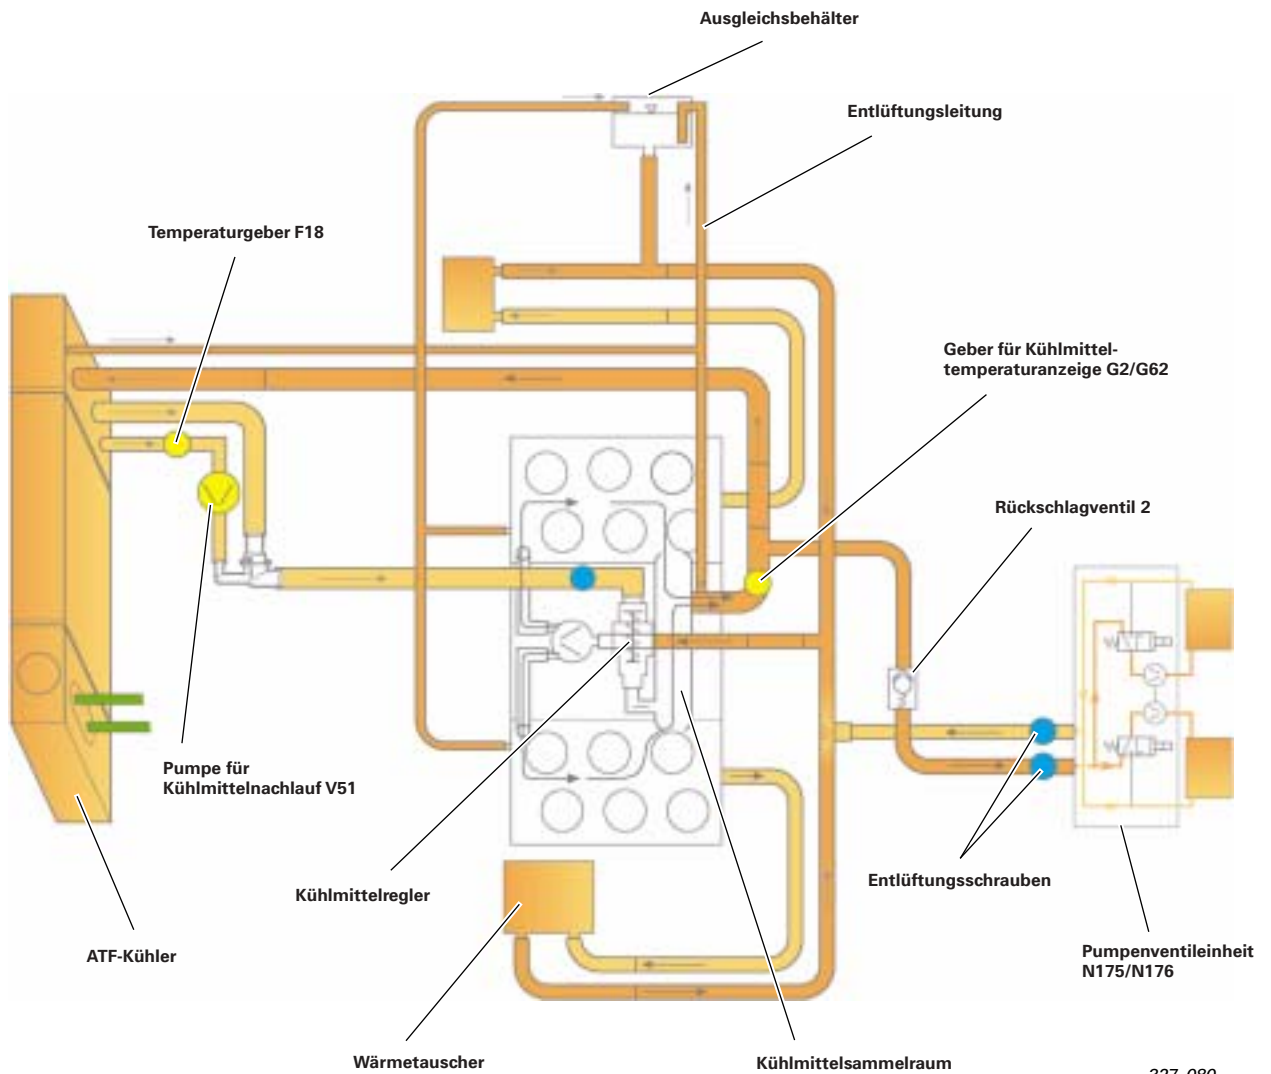 Ausgleichsbehälter
Entlüftungsleitung
Temperaturgeber F18
Geber für Kühlmittel-
temperaturanzeige G2/G62
Rückschlagventil 2
Pumpe für
Kühlmittelnachlauf V51
Kühlmittelregler
Entlüftungsschrauben
ATF-Kühler
Pumpenventileinheit
N175/N176
Wärmetauscher
Kühlmittelsammelraum